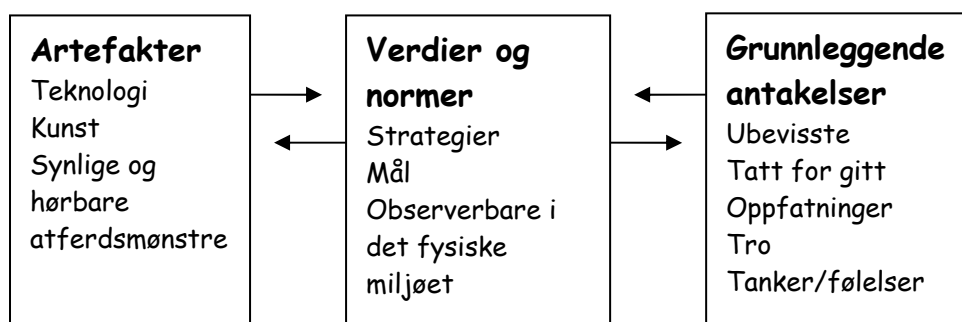 Artefakter
Teknologi
Kunst
Synlige og
hørbare
atferdsmønstre
Verdier og
normer
Strategier
Mål
Observerbare i
det fysiske
miljøet
Grunnleggende
antakelser
Ubevisste
Tatt for gitt
Oppfatninger
Tro
Tanker/følelser